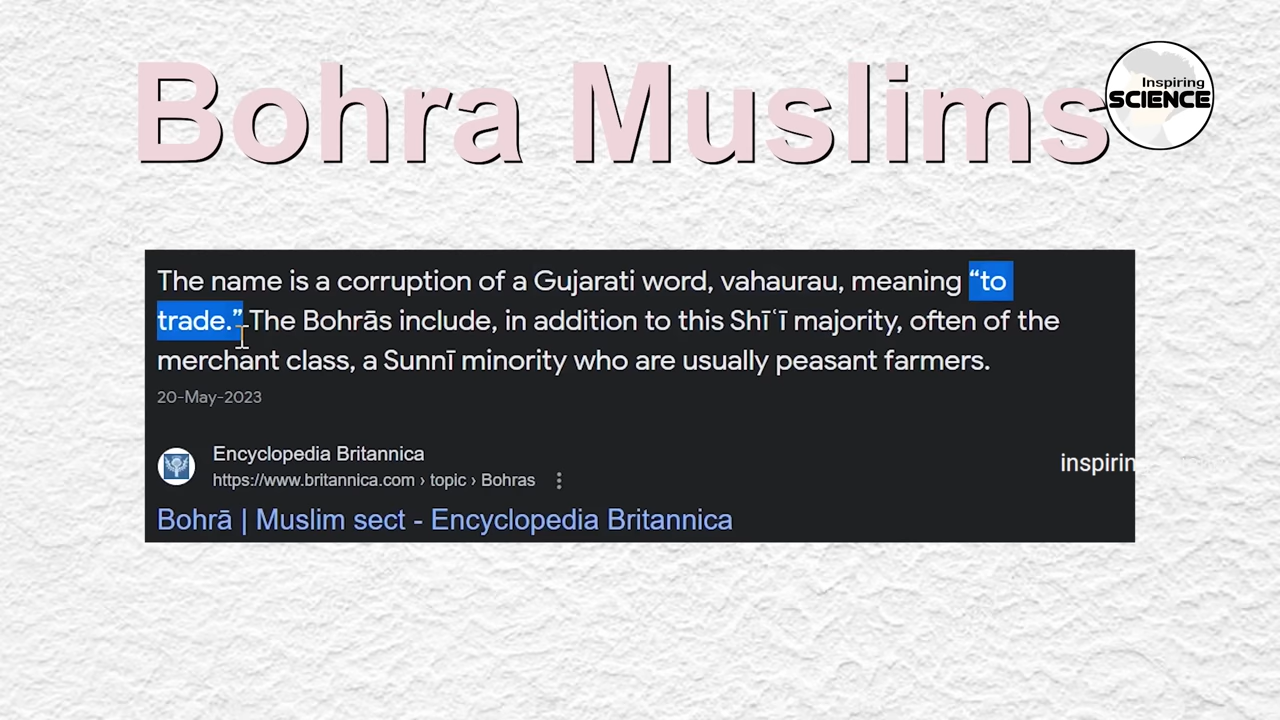 Bohra Muslims
Inspiring
SCIENCE
The name is a corruption of a Gujarati word, vahaurau, meaning “to
trade.” The Bohrās include, in addition to this Shīʿī majority, often of the
merchant class, a Sunnī minority who are usually peasant farmers.
20-May-2023
Encyclopedia Britannica
https://www.britannica.com › topic › Bohras
inspirin
Bohrā | Muslim sect - Encyclopedia Britannica